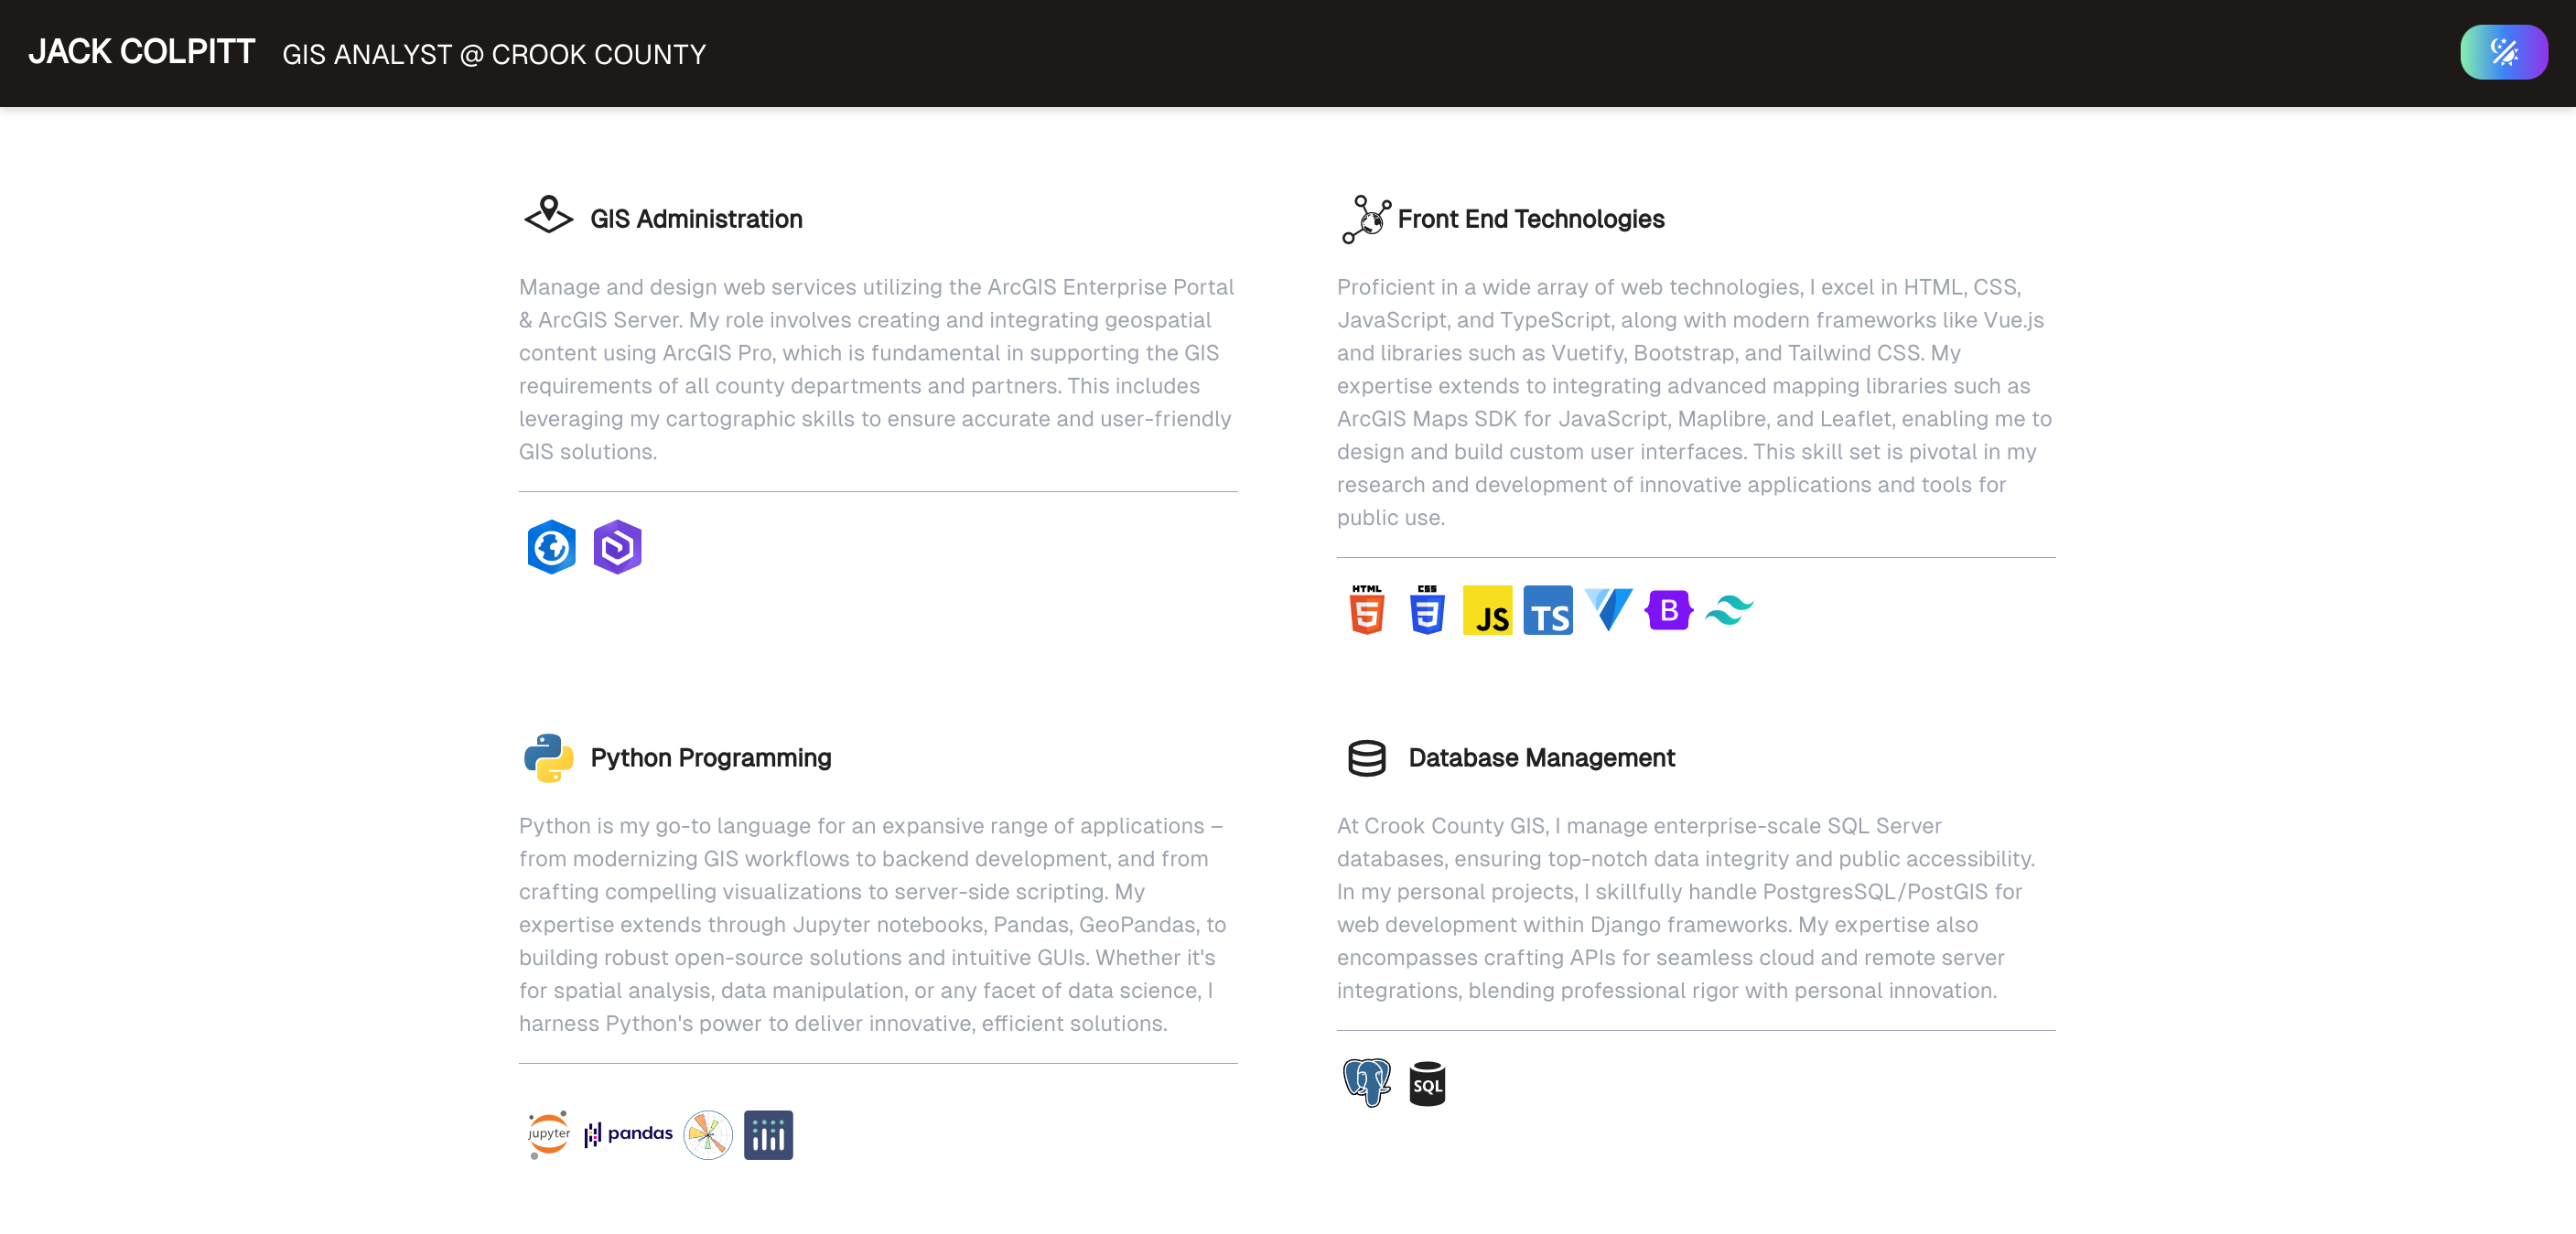 JACK COLPITT GIS ANALYST @ CROOK COUNTY
GIS Administration
Manage and design web services utilizing the ArcGIS Enterprise Portal
& ArcGIS Server. My role involves creating and integrating geospatial
content using ArcGIS Pro, which is fundamental in supporting the GIS
requirements of all county departments and partners. This includes
leveraging my cartographic skills to ensure accurate and user-friendly
GIS solutions.
Front End Technologies
Proficient in a wide array of web technologies, I excel in HTML, CSS,
JavaScript, and TypeScript, along with modern frameworks like Vue.js
and libraries such as Vuetify, Bootstrap, and Tailwind CSS. My
expertise extends to integrating advanced mapping libraries such as
ArcGIS Maps SDK for JavaScript, Maplibre, and Leaflet, enabling me to
design and build custom user interfaces. This skill set is pivotal in my
research and development of innovative applications and tools for
public use.
HTML 5 CSS 3 JS TS B
Python Programming
Python is my go-to language for an expansive range of applications –
from modernizing GIS workflows to backend development, and from
crafting compelling visualizations to server-side scripting. My
expertise extends through Jupyter notebooks, Pandas, GeoPandas, to
building robust open-source solutions and intuitive GUIs. Whether it's
for spatial analysis, data manipulation, or any facet of data science, I
harness Python's power to deliver innovative, efficient solutions.
jupyter pandas
Database Management
At Crook County GIS, I manage enterprise-scale SQL Server
databases, ensuring top-notch data integrity and public accessibility.
In my personal projects, I skillfully handle PostgresSQL/PostGIS for
web development within Django frameworks. My expertise also
encompasses crafting APIs for seamless cloud and remote server
integrations, blending professional rigor with personal innovation.
SQL